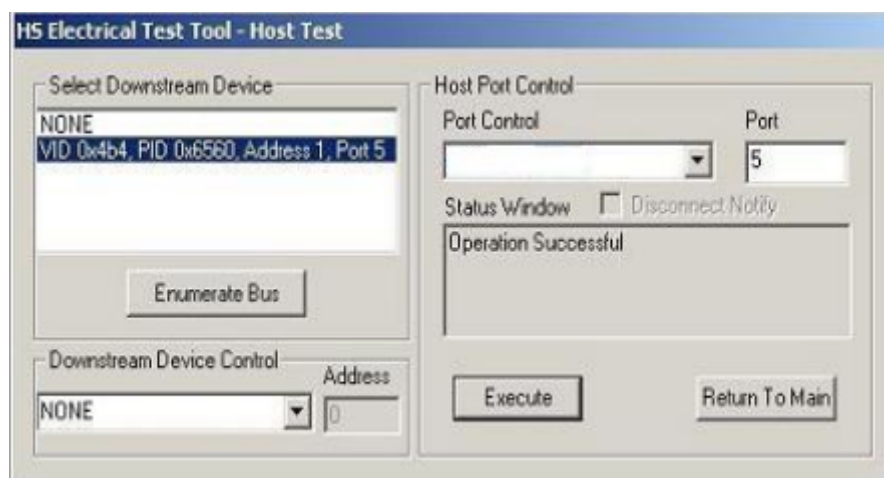 HS Electrical Test Tool - Host Test
Select Downstream Device
NONE
VID 0x4b4, PID 0x6560, Address 1, Port 5
Enumerate Bus
Downstream Device Control
Address
NONE
0
Host Port Control
Port Control
Port
5
Status Window
Disconnect Notify
Operation Successful
Execute
Return To Main